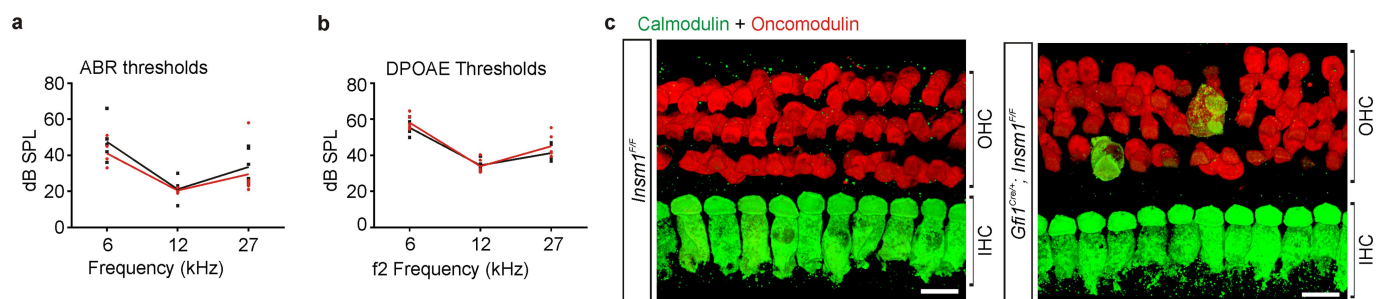 a
ABR thresholds
dB SPL
80
60
40
20
0
6
12
27
Frequency (kHz)
b
DPOAE Thresholds
dB SPL
80
60
40
20
0
6
12
27
f2 Frequency (kHz)
c
Calmodulin + Oncomodulin
Insm1F/F
OHC
IHC
Gfi1Cre/+; Insm1F/F
OHC
IHC